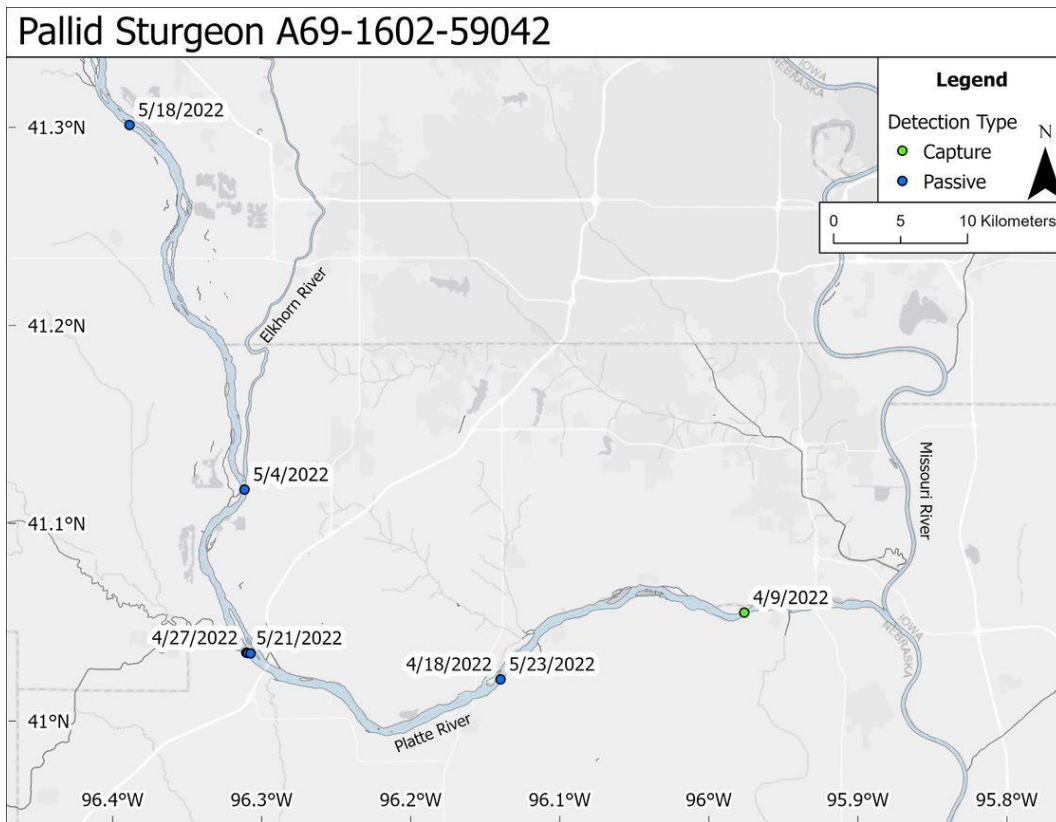 Pallid Sturgeon A69-1602-59042
IOWA
NEBRASKA
Legend
Detection Type
Capture
Passive
N
0 5 10 Kilometers
5/18/2022
41.3°N
Elkhorn River
41.2°N
5/4/2022
41.1°N
Missouri River
4/9/2022
IOWA
NEBRASKA
4/27/2022 5/21/2022
4/18/2022 5/23/2022
41°N
Platte River
96.4°W 96.3°W 96.2°W 96.1°W 96°W 95.9°W 95.8°W